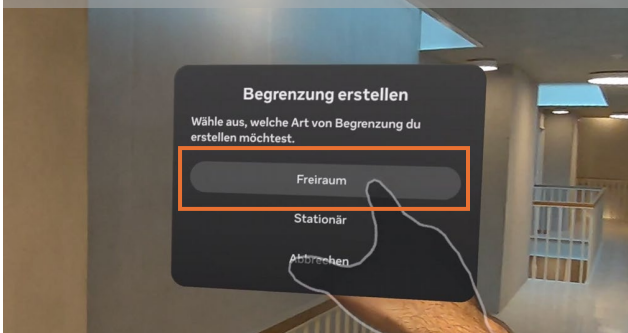 Begrenzung erstellen
Wähle aus, welche Art von Begrenzung du
erstellen möchtest.
Freiraum
Stationär
Abbrechen